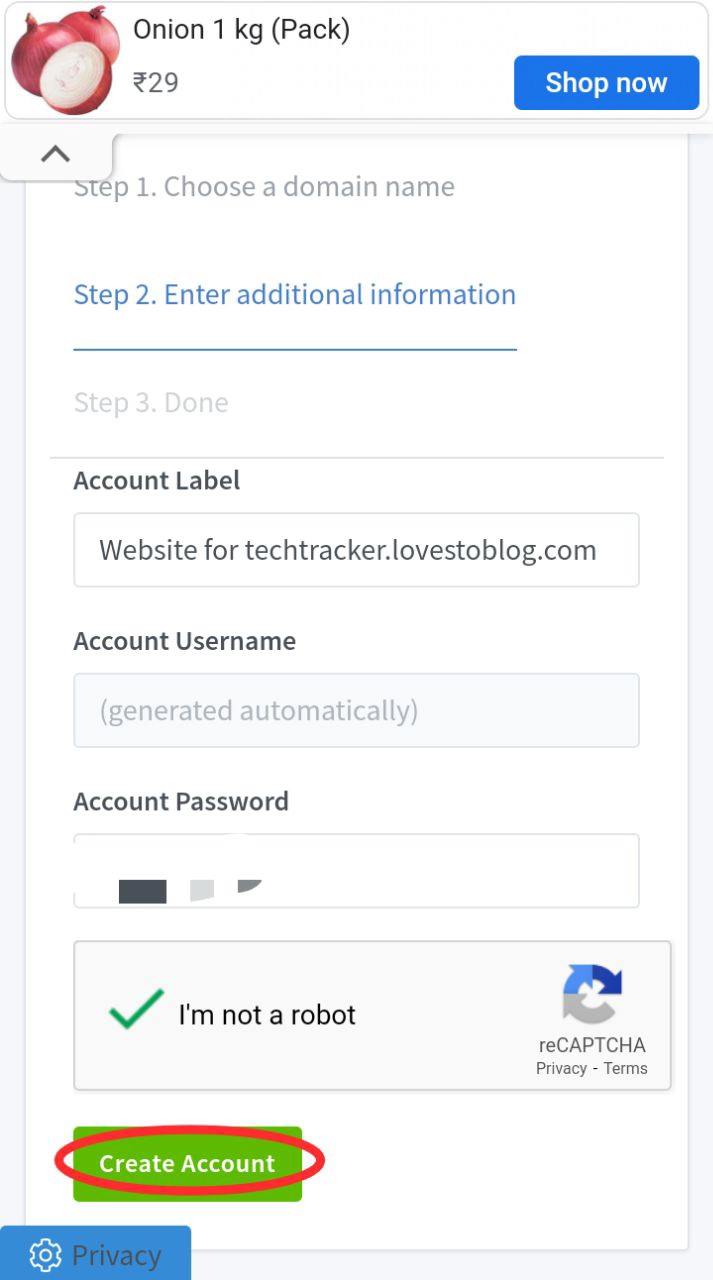 Onion 1 kg (Pack)
₹29
Shop now
Step 1. Choose a domain name
Step 2. Enter additional information
Step 3. Done
Account Label
Website for techtracker.lovestoblog.com
Account Username
(generated automatically)
Account Password
I'm not a robot
reCAPTCHA
Privacy - Terms
Create Account
Privacy